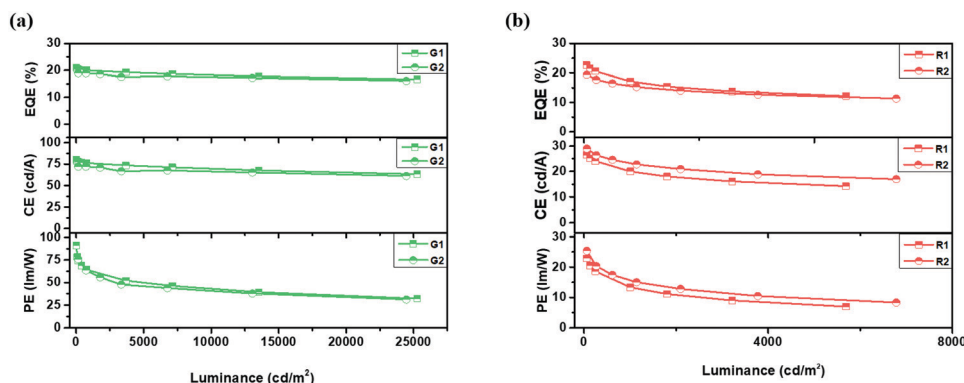 (a)
30
20
10
0
EQE (%)
G1
G2
100
75
50
25
0
CE (cd/A)
G1
G2
100
75
50
25
0
PE (lm/W)
G1
G2
0 5000 10000 15000 20000 25000
Luminance (cd/m²)
(b)
30
20
10
0
EQE (%)
R1
R2
30
20
10
0
CE (cd/A)
R1
R2
30
20
10
0
PE (lm/W)
R1
R2
0 4000 8000
Luminance (cd/m²)